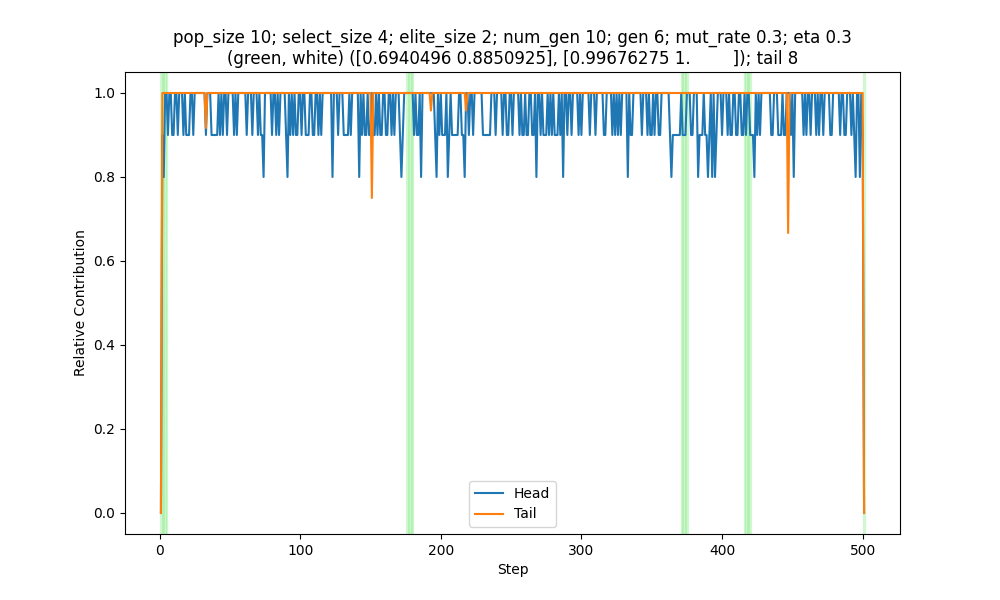 pop_size 10; select_size 4; elite_size 2; num_gen 10; gen 6; mut_rate 0.3; eta 0.3
(green, white) ([0.6940496 0.8850925], [0.99676275 1.        ]); tail 8
1.0
0.8
0.6
0.4
0.2
0.0
Relative Contribution
Head
Tail
0
100
200
300
400
500
Step